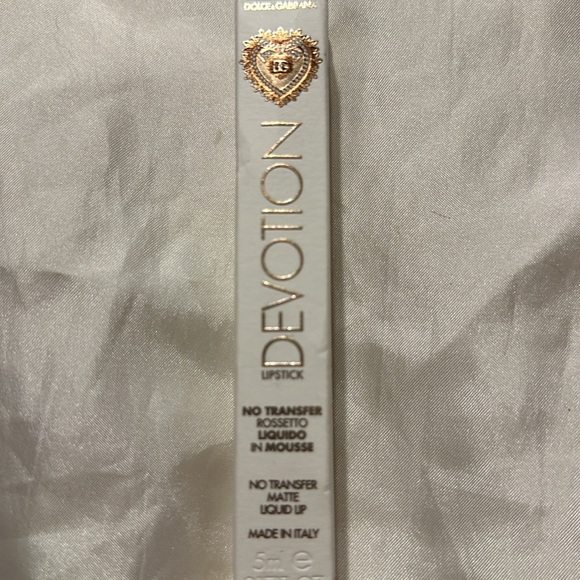 DOLCE & GABBANA
DG
DEVOTION
LIPSTICK
NO TRANSFER
ROSSETTO
LIQUIDO
IN MOUSSE
NO TRANSFER
MATTE
LIQUID LIP
MADE IN ITALY
5ml e